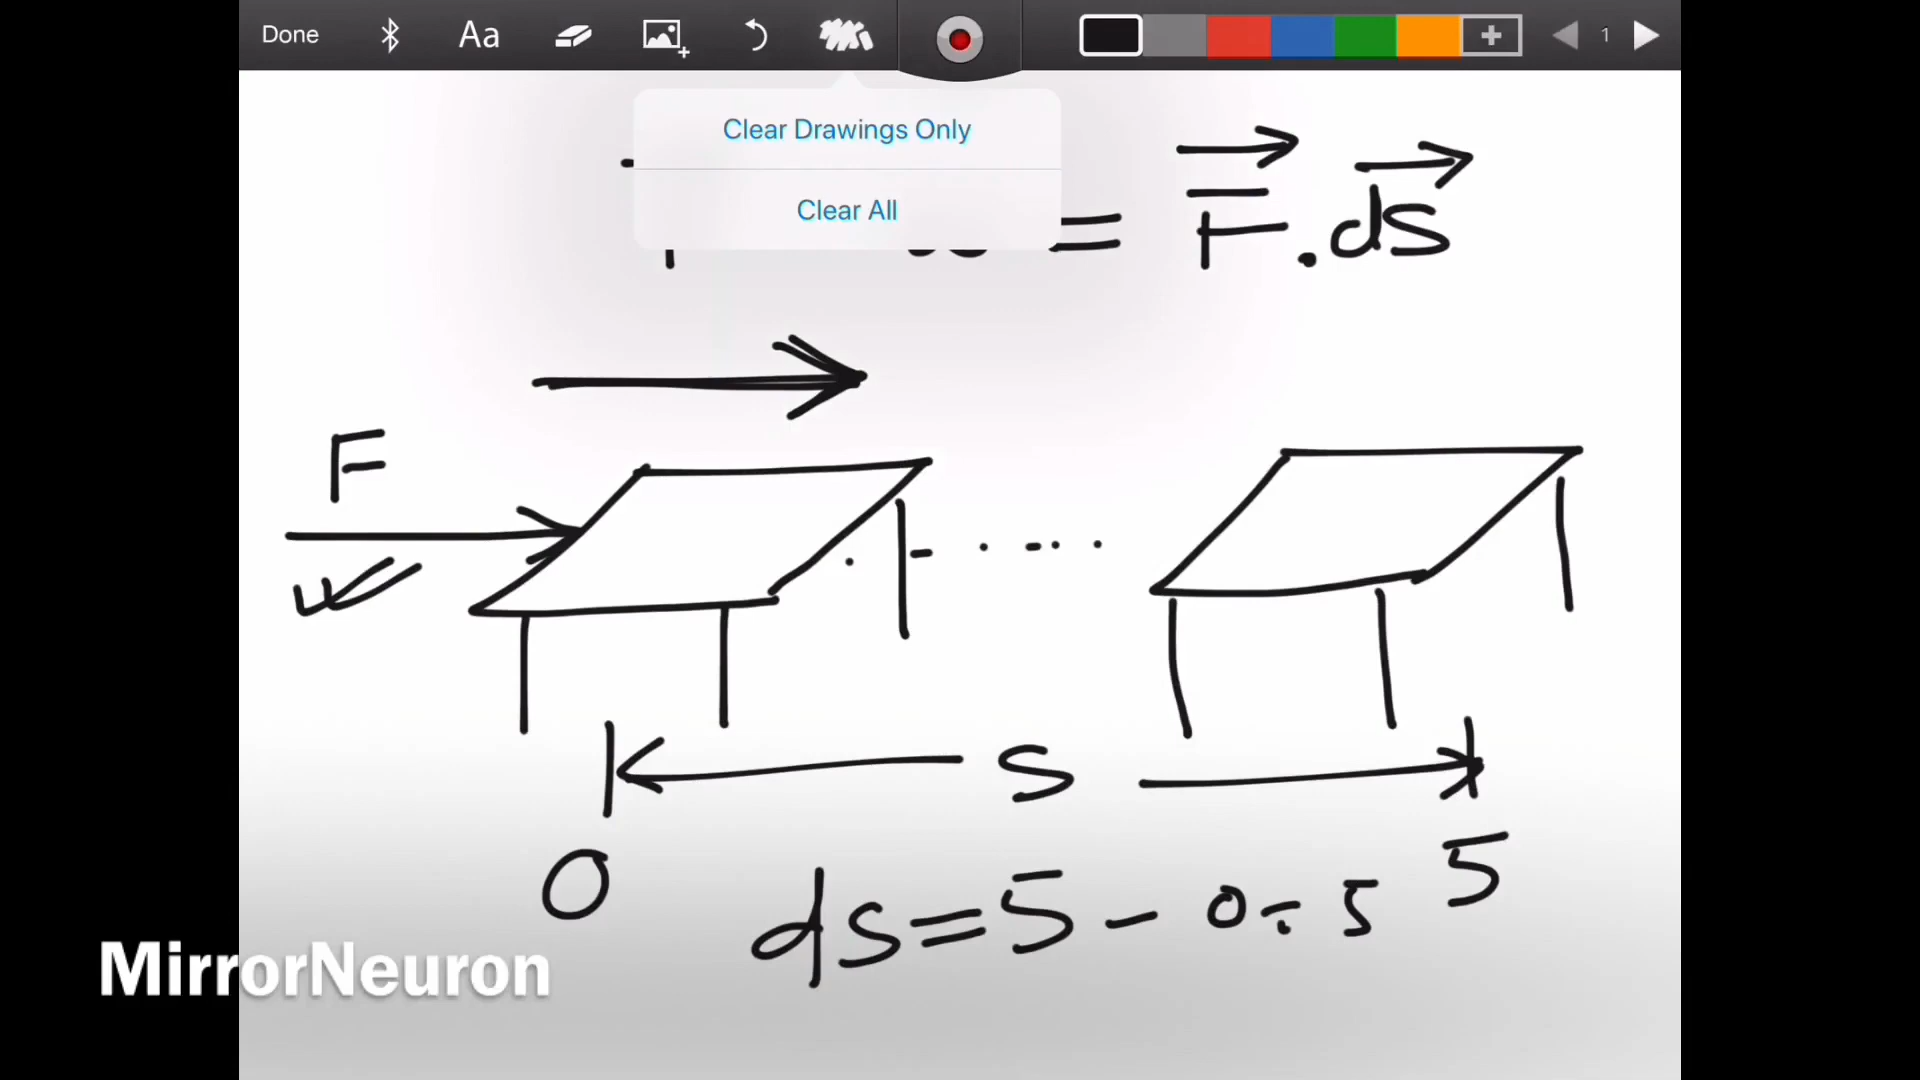 Done Aa + 1
Clear Drawings Only
Clear All
= F.ds
F
S
0 5
ds=5-0=5
MirrorNeuron